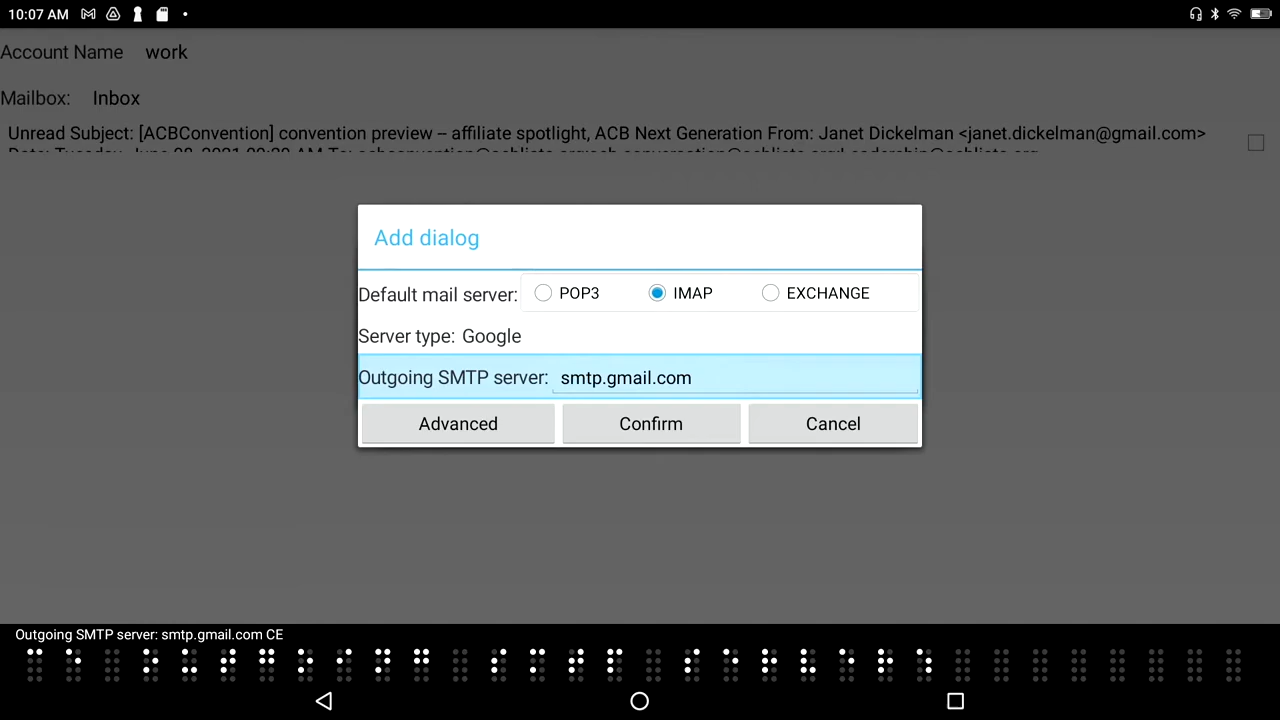 10:07 AM
Account Name work
Mailbox: Inbox
Unread Subject: [ACBConvention] convention preview -- affiliate spotlight, ACB Next Generation From: Janet Dickelman <janet.dickelman@gmail.com>
Add dialog
Default mail server: POP3 IMAP EXCHANGE
Server type: Google
Outgoing SMTP server: smtp.gmail.com
Advanced Confirm Cancel
Outgoing SMTP server: smtp.gmail.com CE